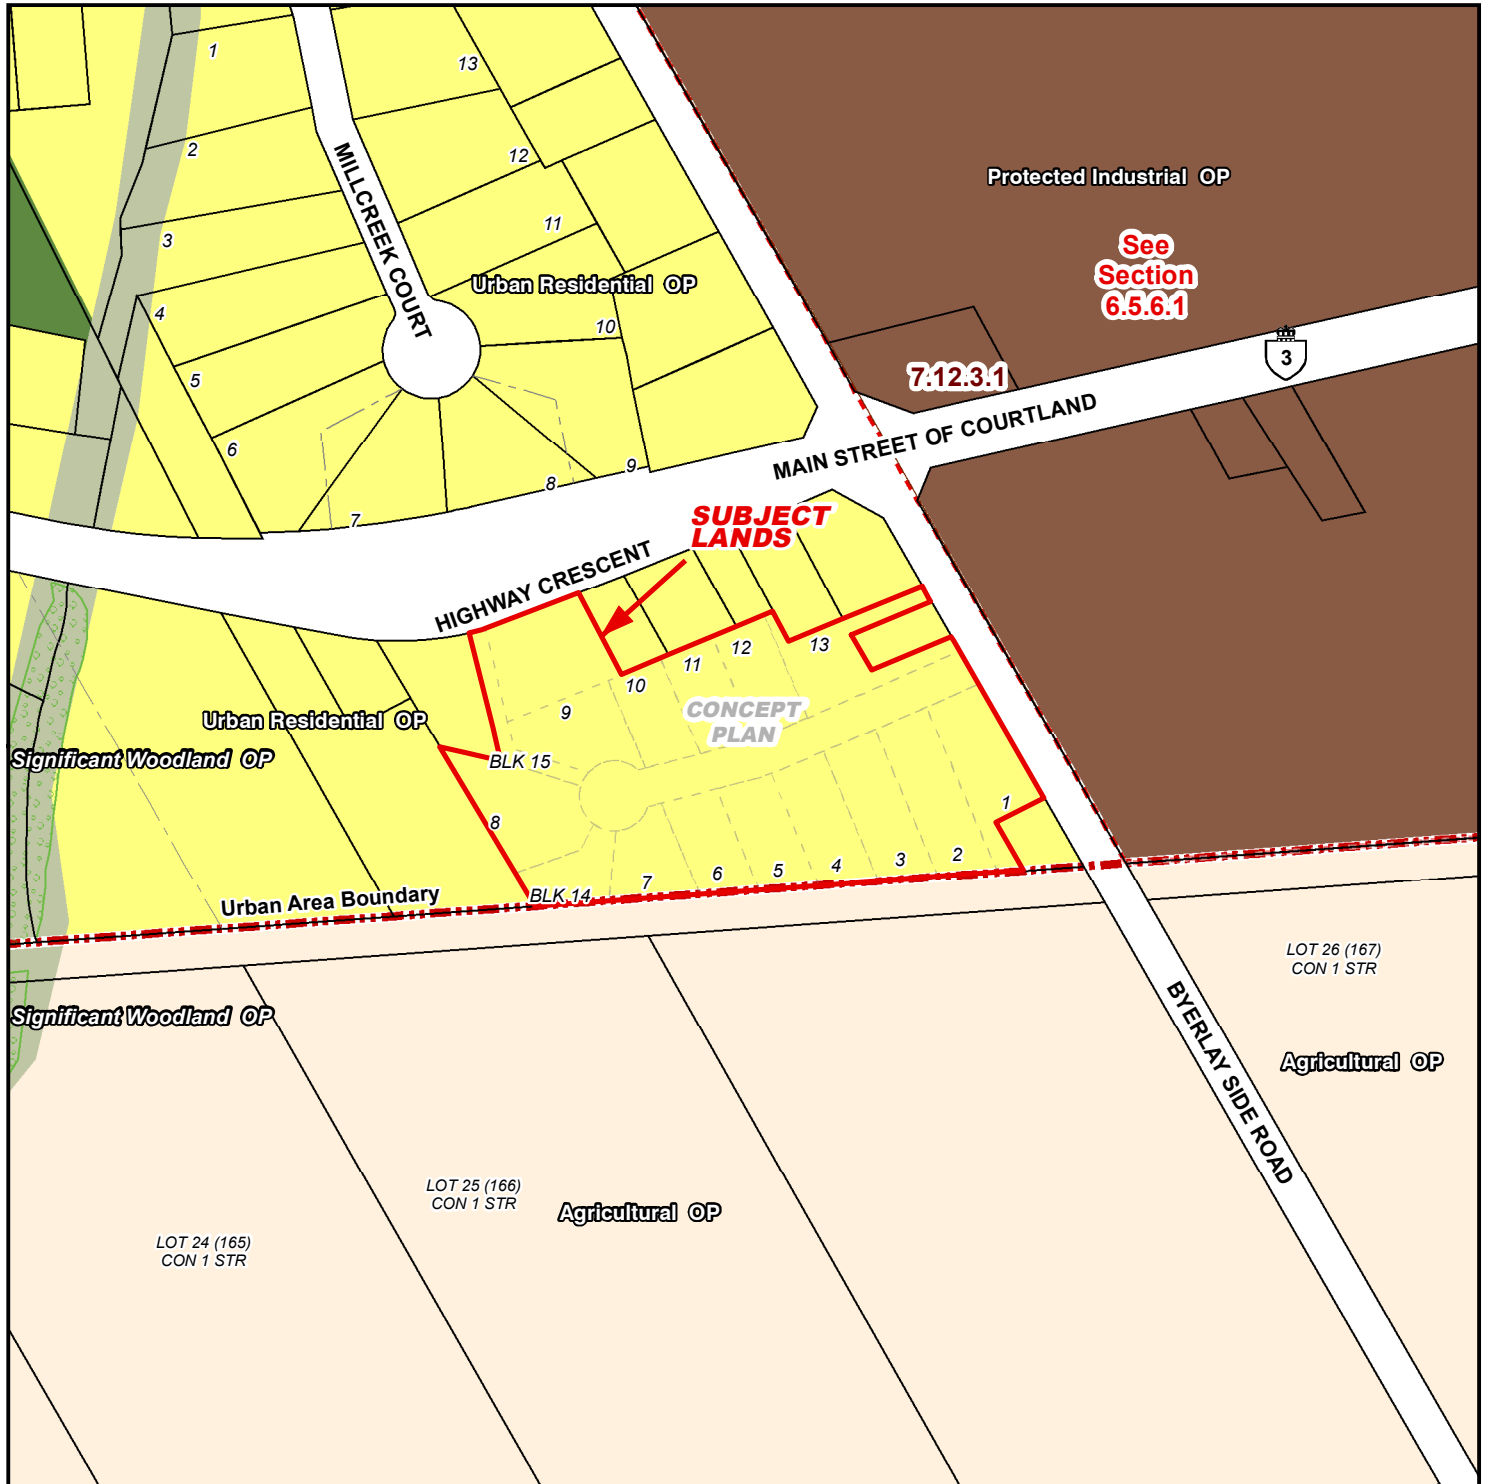 1
13
2
12
MILLCREEK COURT
Protected Industrial OP
3
11
See
Section
6.5.6.1
Urban Residential OP
4
10
3
5
7.12.3.1
6
MAIN STREET OF COURTLAND
9
8
7
SUBJECT
LANDS
HIGHWAY CRESCENT
13
12
11
10
9
CONCEPT
PLAN
Urban Residential OP
Significant Woodland OP
BLK 15
8
1
2
3
4
5
6
7
BLK 14
Urban Area Boundary
LOT 26 (167)
CON 1 STR
Significant Woodland OP
BYERLAY SIDE ROAD
Agricultural OP
LOT 25 (166)
CON 1 STR
Agricultural OP
LOT 24 (165)
CON 1 STR